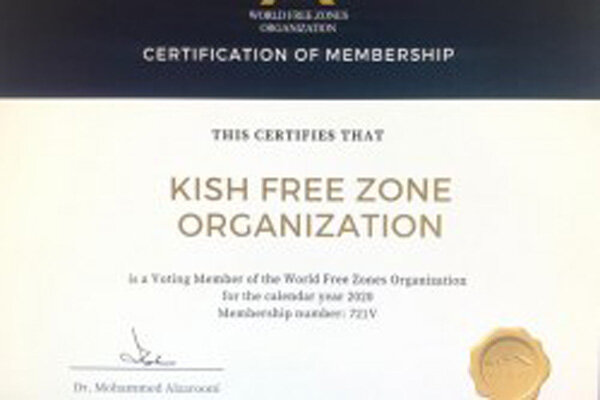 WORLD FREE ZONES
ORGANIZATION
CERTIFICATION OF MEMBERSHIP
THIS CERTIFIES THAT
KISH FREE ZONE
ORGANIZATION
is a Voting Member of the World Free Zones Organization
for the calendar year 2020
Membership number: 721V
Dr. Mohammed Alzarooni